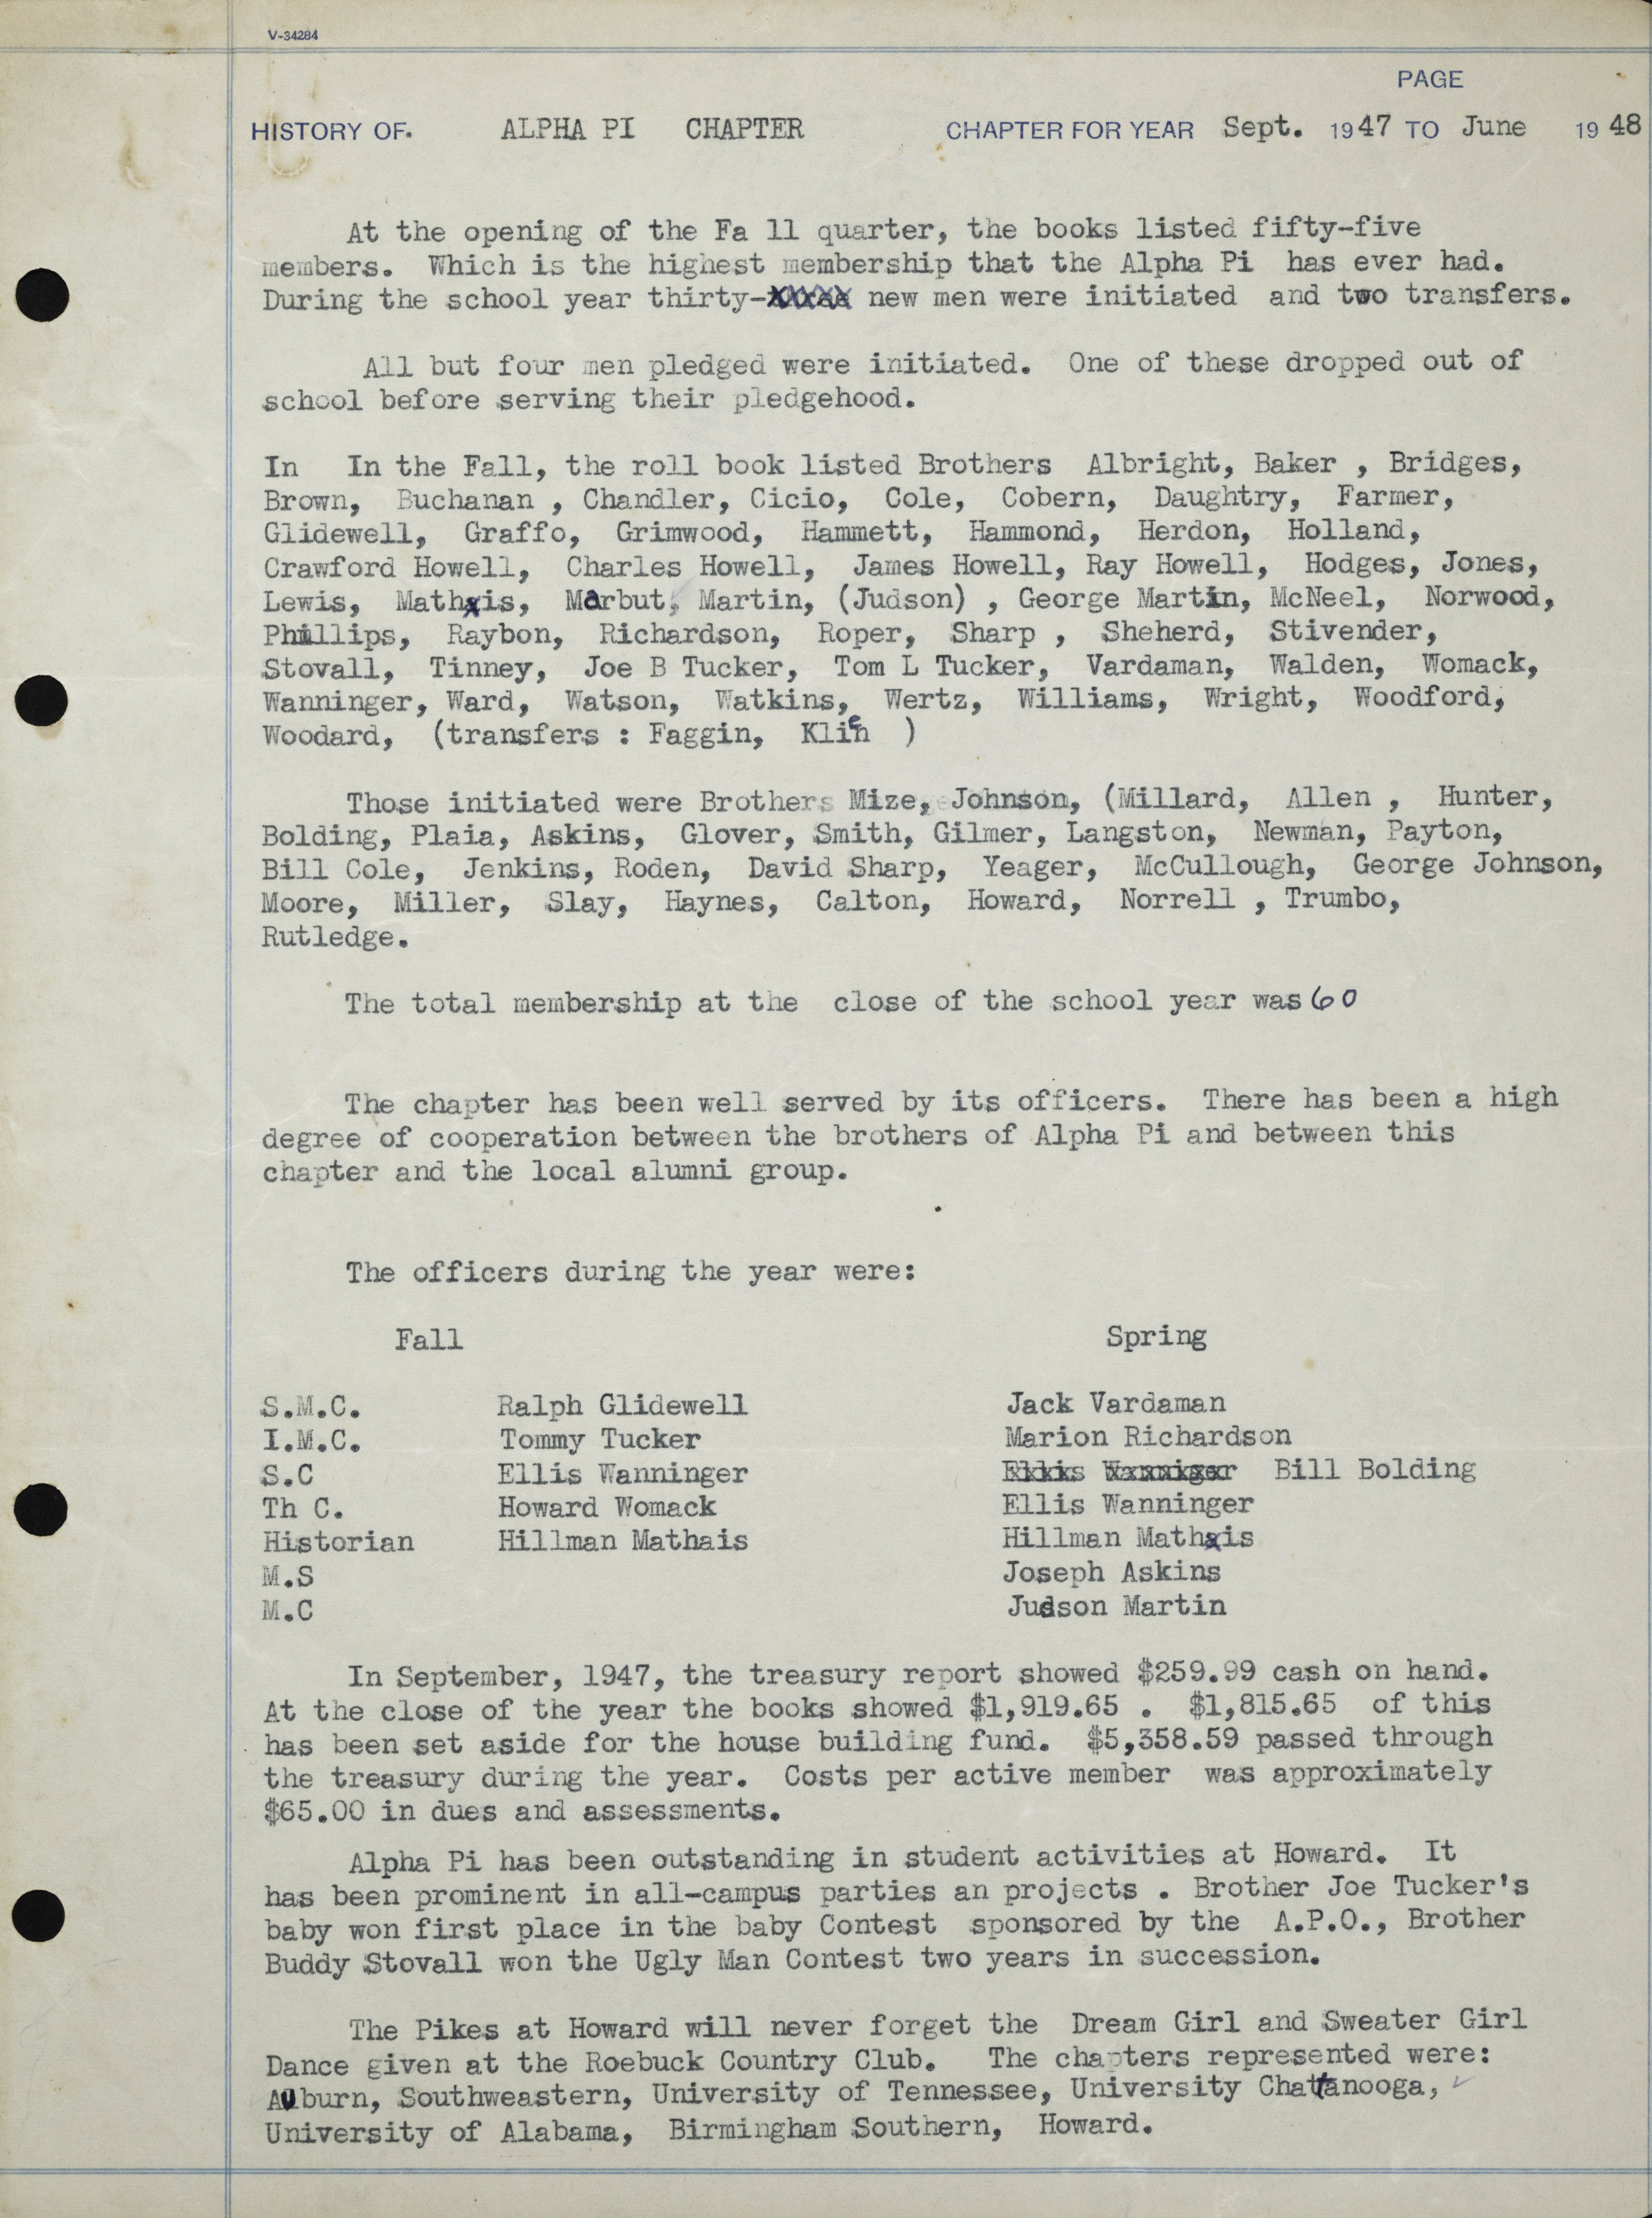 V-34284
PAGE
HISTORY OF. ALPHA PI CHAPTER CHAPTER FOR YEAR Sept. 1947 TO June 1948
At the opening of the Fa ll quarter, the books listed fifty-five
members. Which is the highest membership that the Alpha Pi has ever had.
During the school year thirty- new men were initiated and two transfers.
All but four men pledged were initiated. One of these dropped out of
school before serving their pledgehood.
In In the Fall, the roll book listed Brothers Albright, Baker , Bridges,
Brown, Buchanan , Chandler, Cicio, Cole, Cobern, Daughtry, Farmer,
Glidewell, Graffo, Grimwood, Hammett, Hammond, Herdon, Holland,
Crawford Howell, Charles Howell, James Howell, Ray Howell, Hodges, Jones,
Lewis, Mathis, Marbut, Martin, (Judson) , George Martin, McNeel, Norwood,
Phillips, Raybon, Richardson, Roper, Sharp , Sheherd, Stivender,
Stovall, Tinney, Joe B Tucker, Tom L Tucker, Vardaman, Walden, Womack,
Wanninger, Ward, Watson, Watkins, Wertz, Williams, Wright, Woodford,
Woodard, (transfers : Faggin, Klien )
Those initiated were Brothers Mize, Johnson, (Millard, Allen , Hunter,
Bolding, Plaia, Askins, Glover, Smith, Gilmer, Langston, Newman, Payton,
Bill Cole, Jenkins, Roden, David Sharp, Yeager, McCullough, George Johnson,
Moore, Miller, Slay, Haynes, Calton, Howard, Norrell , Trumbo,
Rutledge.
The total membership at the close of the school year was 60
The chapter has been well served by its officers. There has been a high
degree of cooperation between the brothers of Alpha Pi and between this
chapter and the local alumni group.
The officers during the year were:
Fall Spring
S.M.C. Ralph Glidewell Jack Vardaman
I.M.C. Tommy Tucker Marion Richardson
S.C Ellis Wanninger Ellis Wanniger Bill Bolding
Th C. Howard Womack Ellis Wanninger
Historian Hillman Mathais Hillman Mathis
M.S Joseph Askins
M.C Judson Martin
In September, 1947, the treasury report showed $259.99 cash on hand.
At the close of the year the books showed $1,919.65 . $1,815.65 of this
has been set aside for the house building fund. $5,358.59 passed through
the treasury during the year. Costs per active member was approximately
$65.00 in dues and assessments.
Alpha Pi has been outstanding in student activities at Howard. It
has been prominent in all-campus parties an projects . Brother Joe Tucker's
baby won first place in the baby Contest sponsored by the A.P.O., Brother
Buddy Stovall won the Ugly Man Contest two years in succession.
The Pikes at Howard will never forget the Dream Girl and Sweater Girl
Dance given at the Roebuck Country Club. The chapters represented were:
Auburn, Southweastern, University of Tennessee, University Chattanooga,
University of Alabama, Birmingham Southern, Howard.